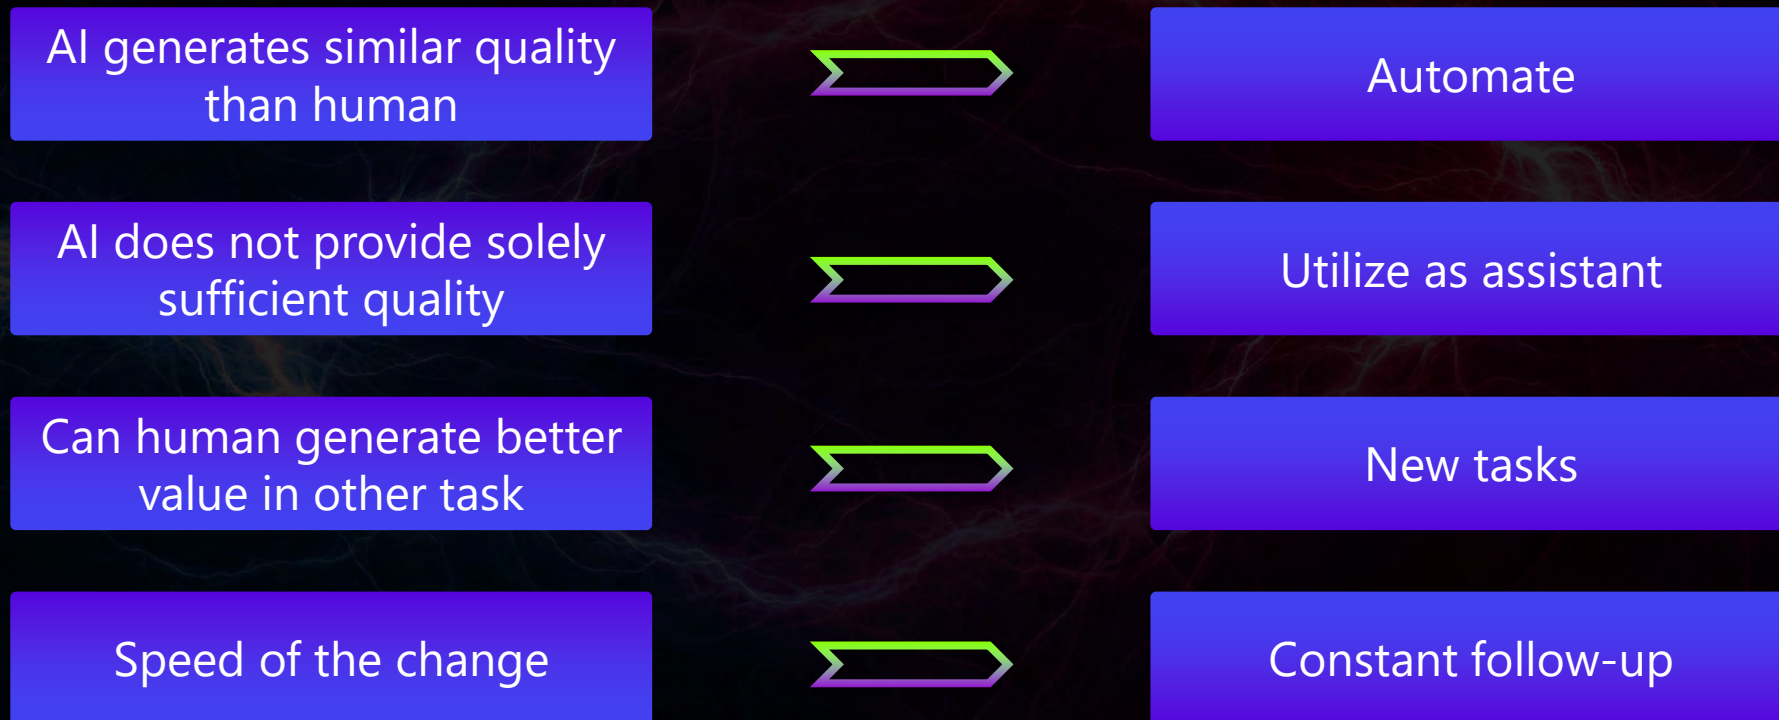 AI generates similar quality
than human
Automate
AI does not provide solely
sufficient quality
Utilize as assistant
Can human generate better
value in other task
New tasks
Speed of the change
Constant follow-up